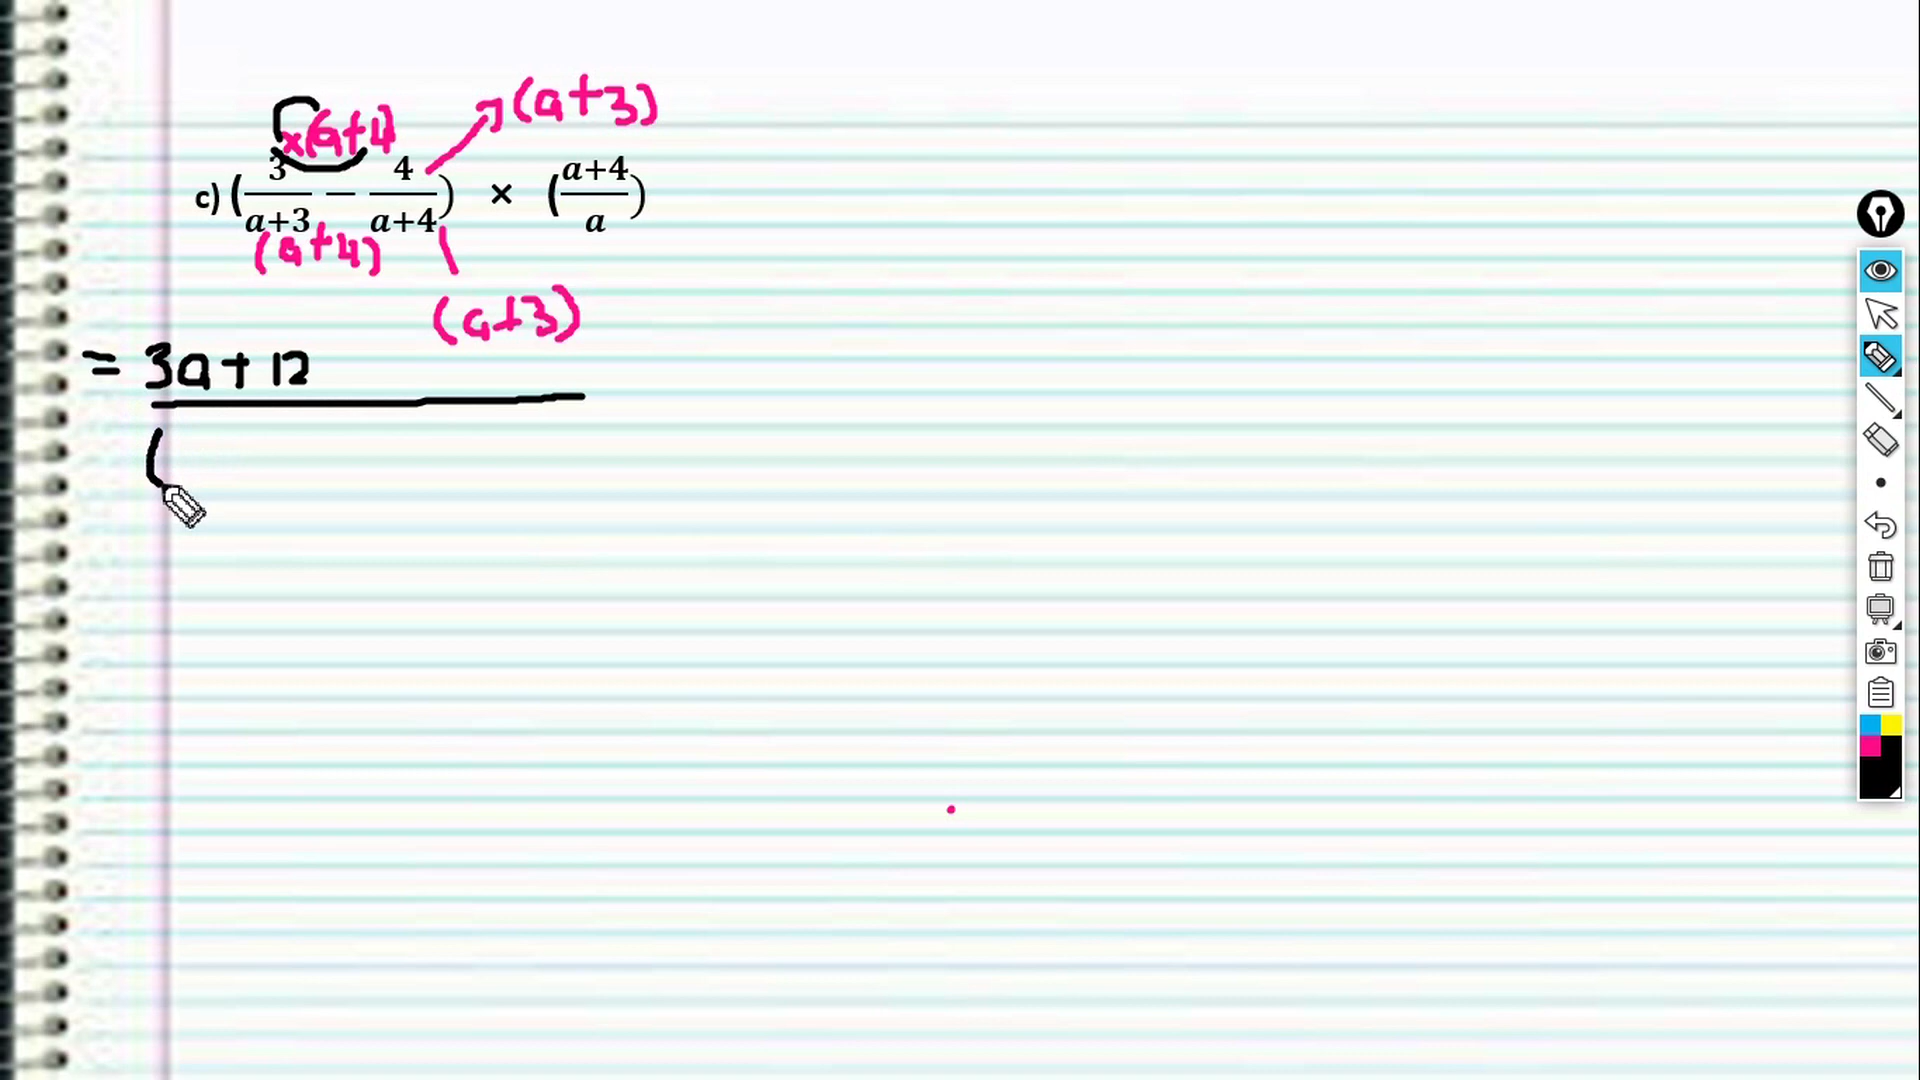 (a+3)
×(a+4)
c) (3/a+3 − 4/a+4) × (a+4/a)
(a+4)
(a+3)
= 3a+12
(